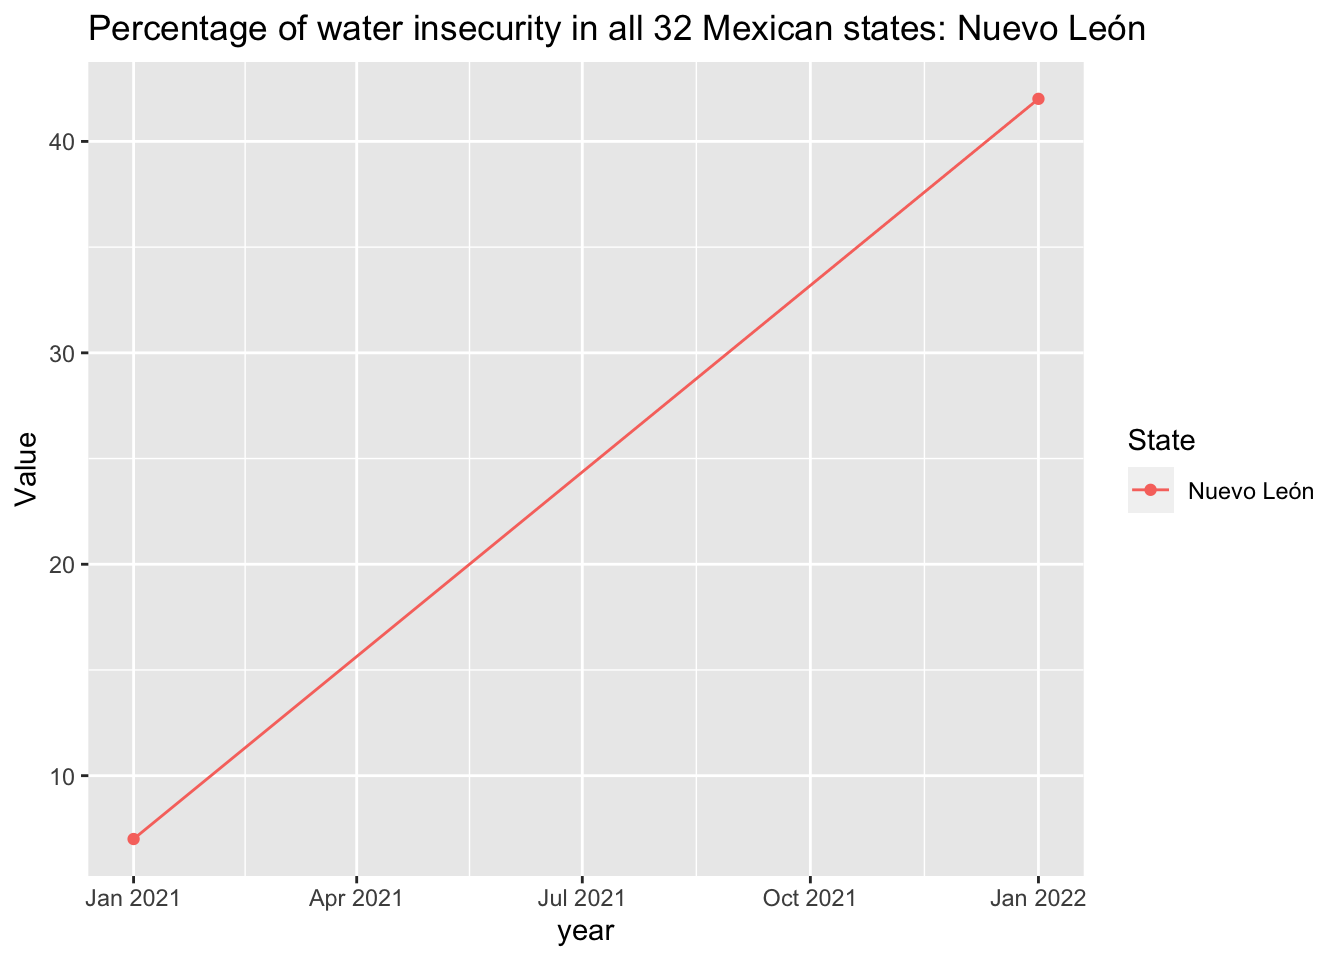 Percentage of water insecurity in all 32 Mexican states: Nuevo León
Value
40
30
20
10
Jan 2021
Apr 2021
Jul 2021
Oct 2021
Jan 2022
year
State
Nuevo León